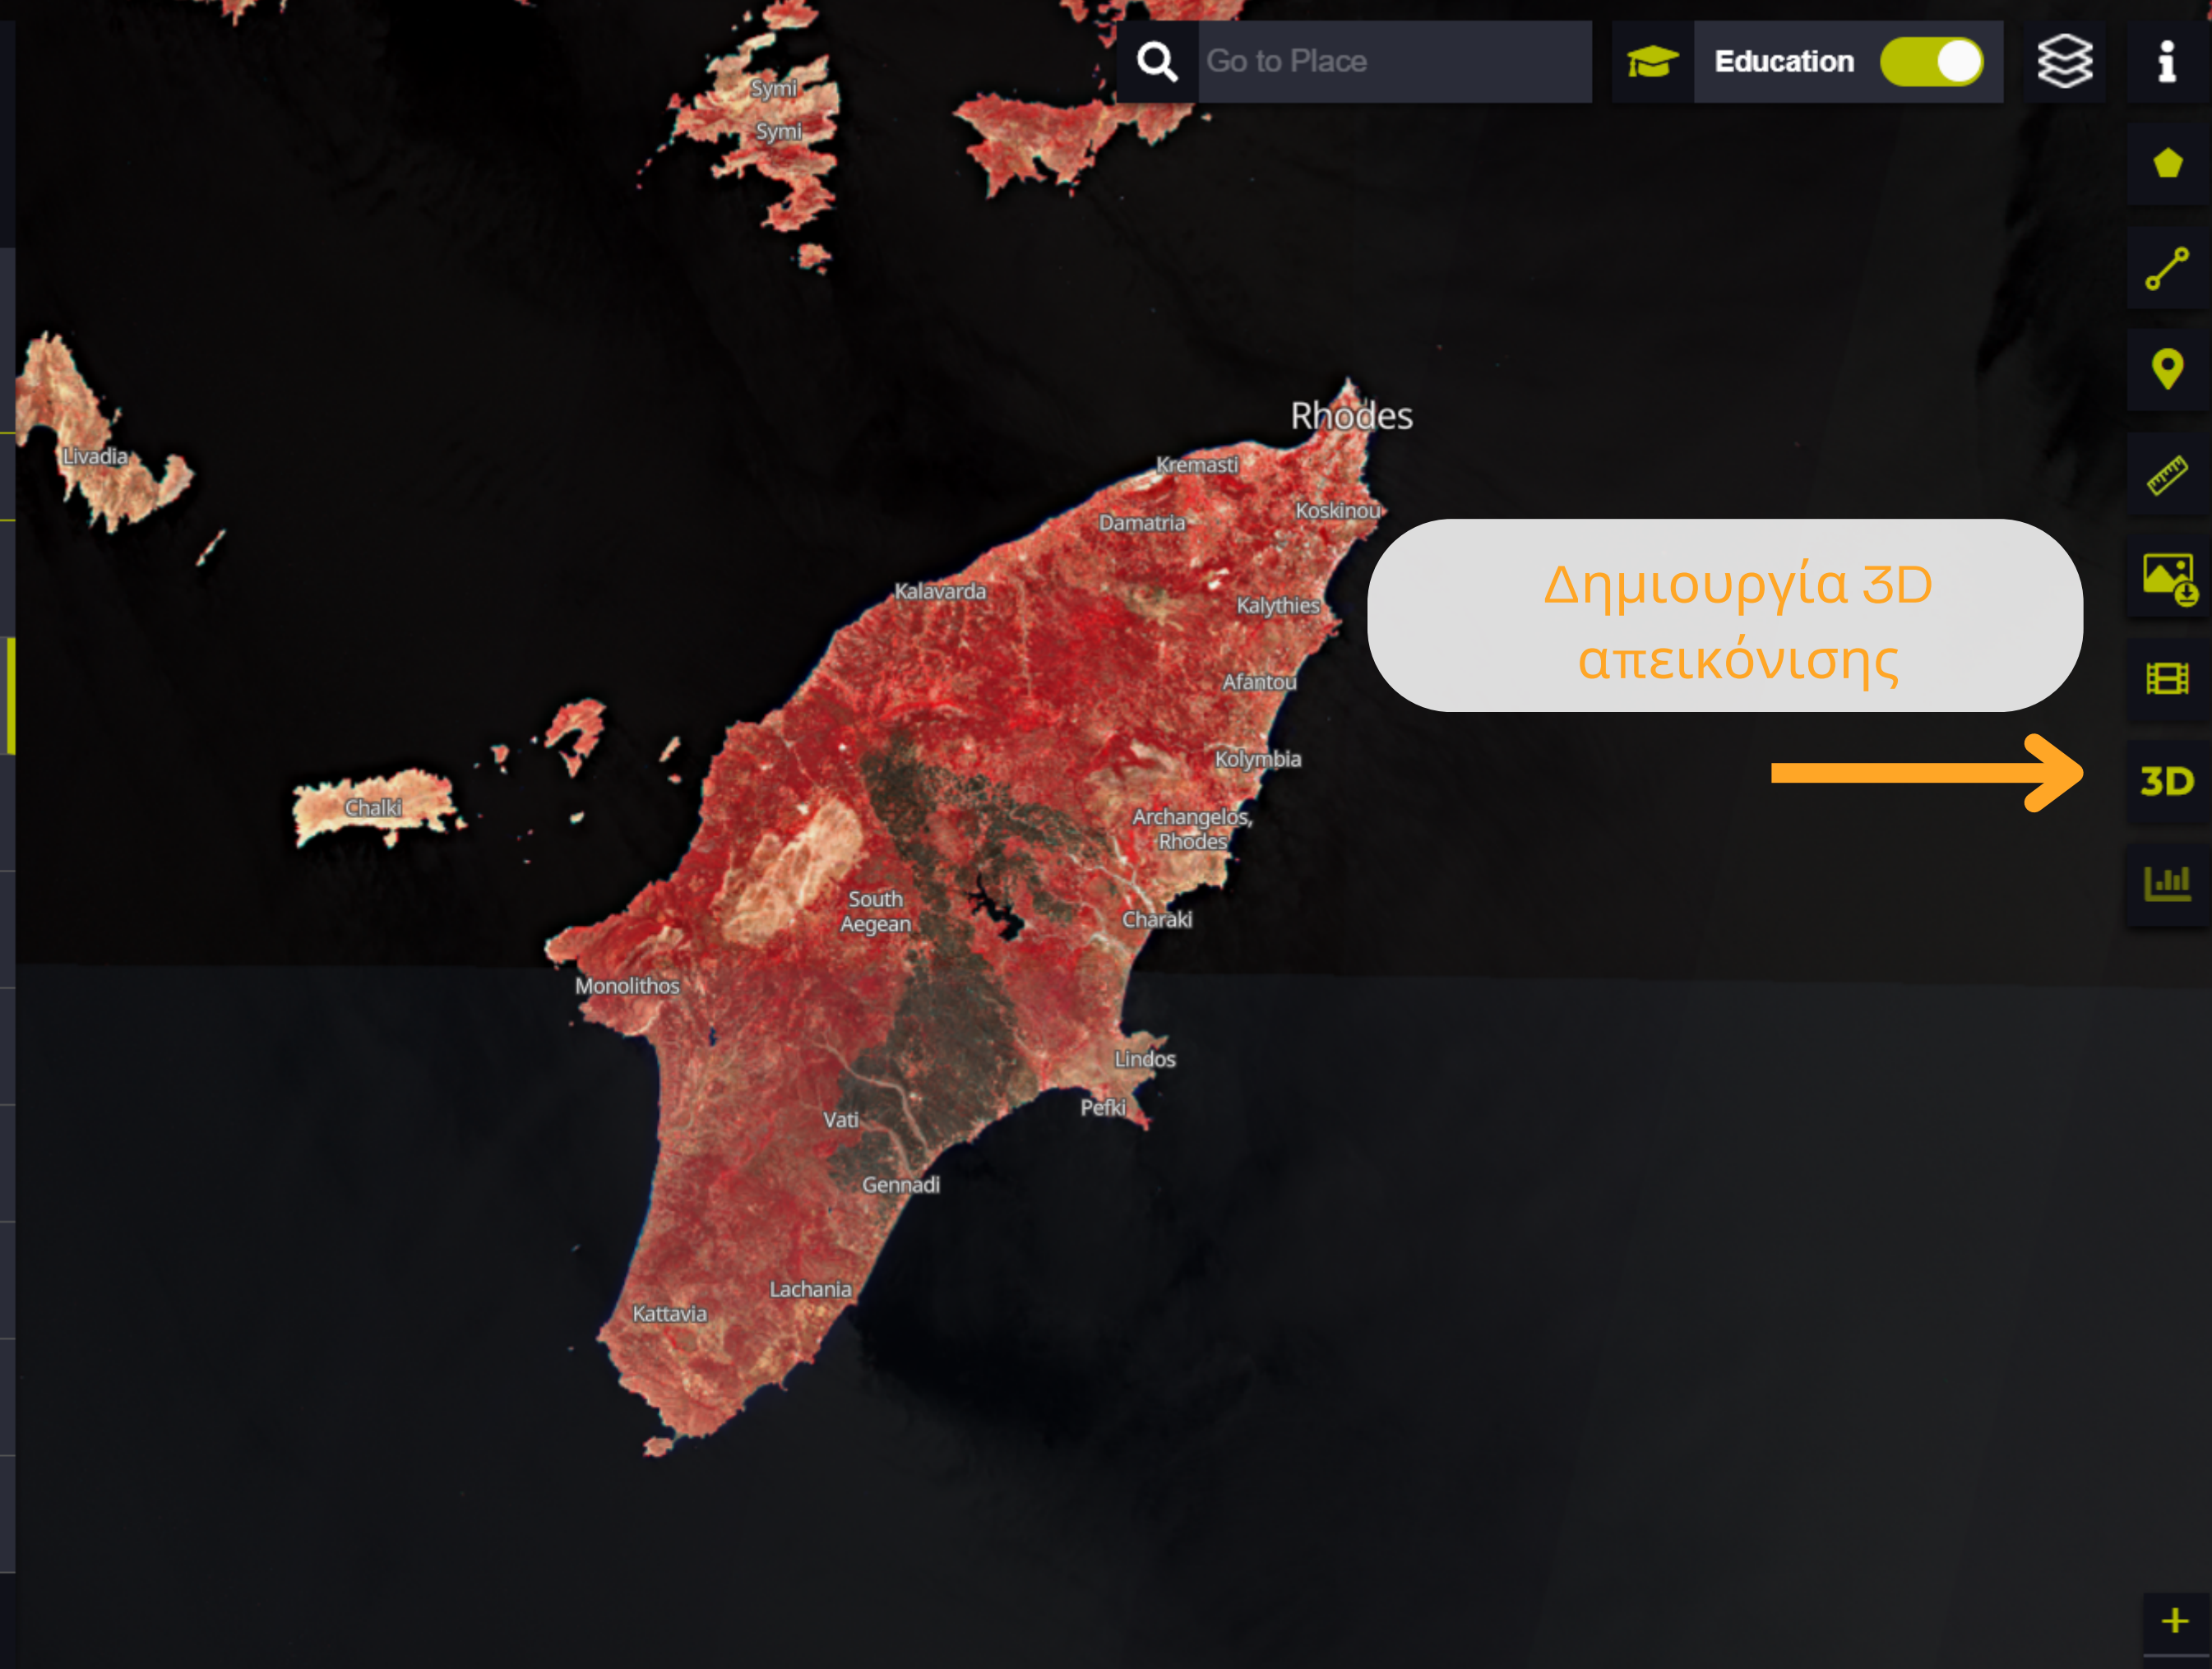 Go to Place
Education
Symi
Symi
Rhodes
Livadia
Kremasti
Koskinou
Damatria
Δημιουργία 3D
απεικόνισης
Kalavarda
Kalythies
Afantou
Kolymbia
3D
Chalki
Archangelos,
Rhodes
South
Aegean
Charaki
Monolithos
Lindos
Pefki
Vati
Gennadi
Lachania
Kattavia